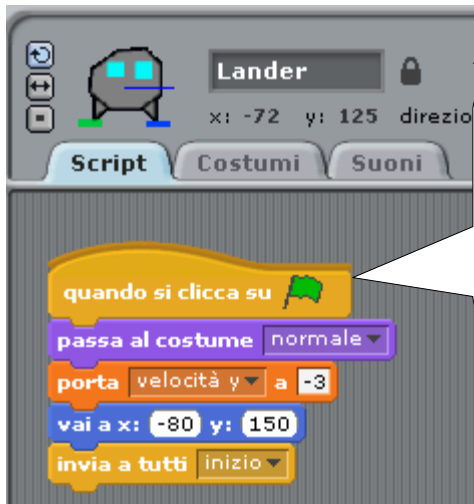 Lander
x: -72 y: 125 direzio
Script Costumi Suoni
quando si clicca su
passa al costume normale
porta velocità y a -3
vai a x: -80 y: 150
invia a tutti inizio